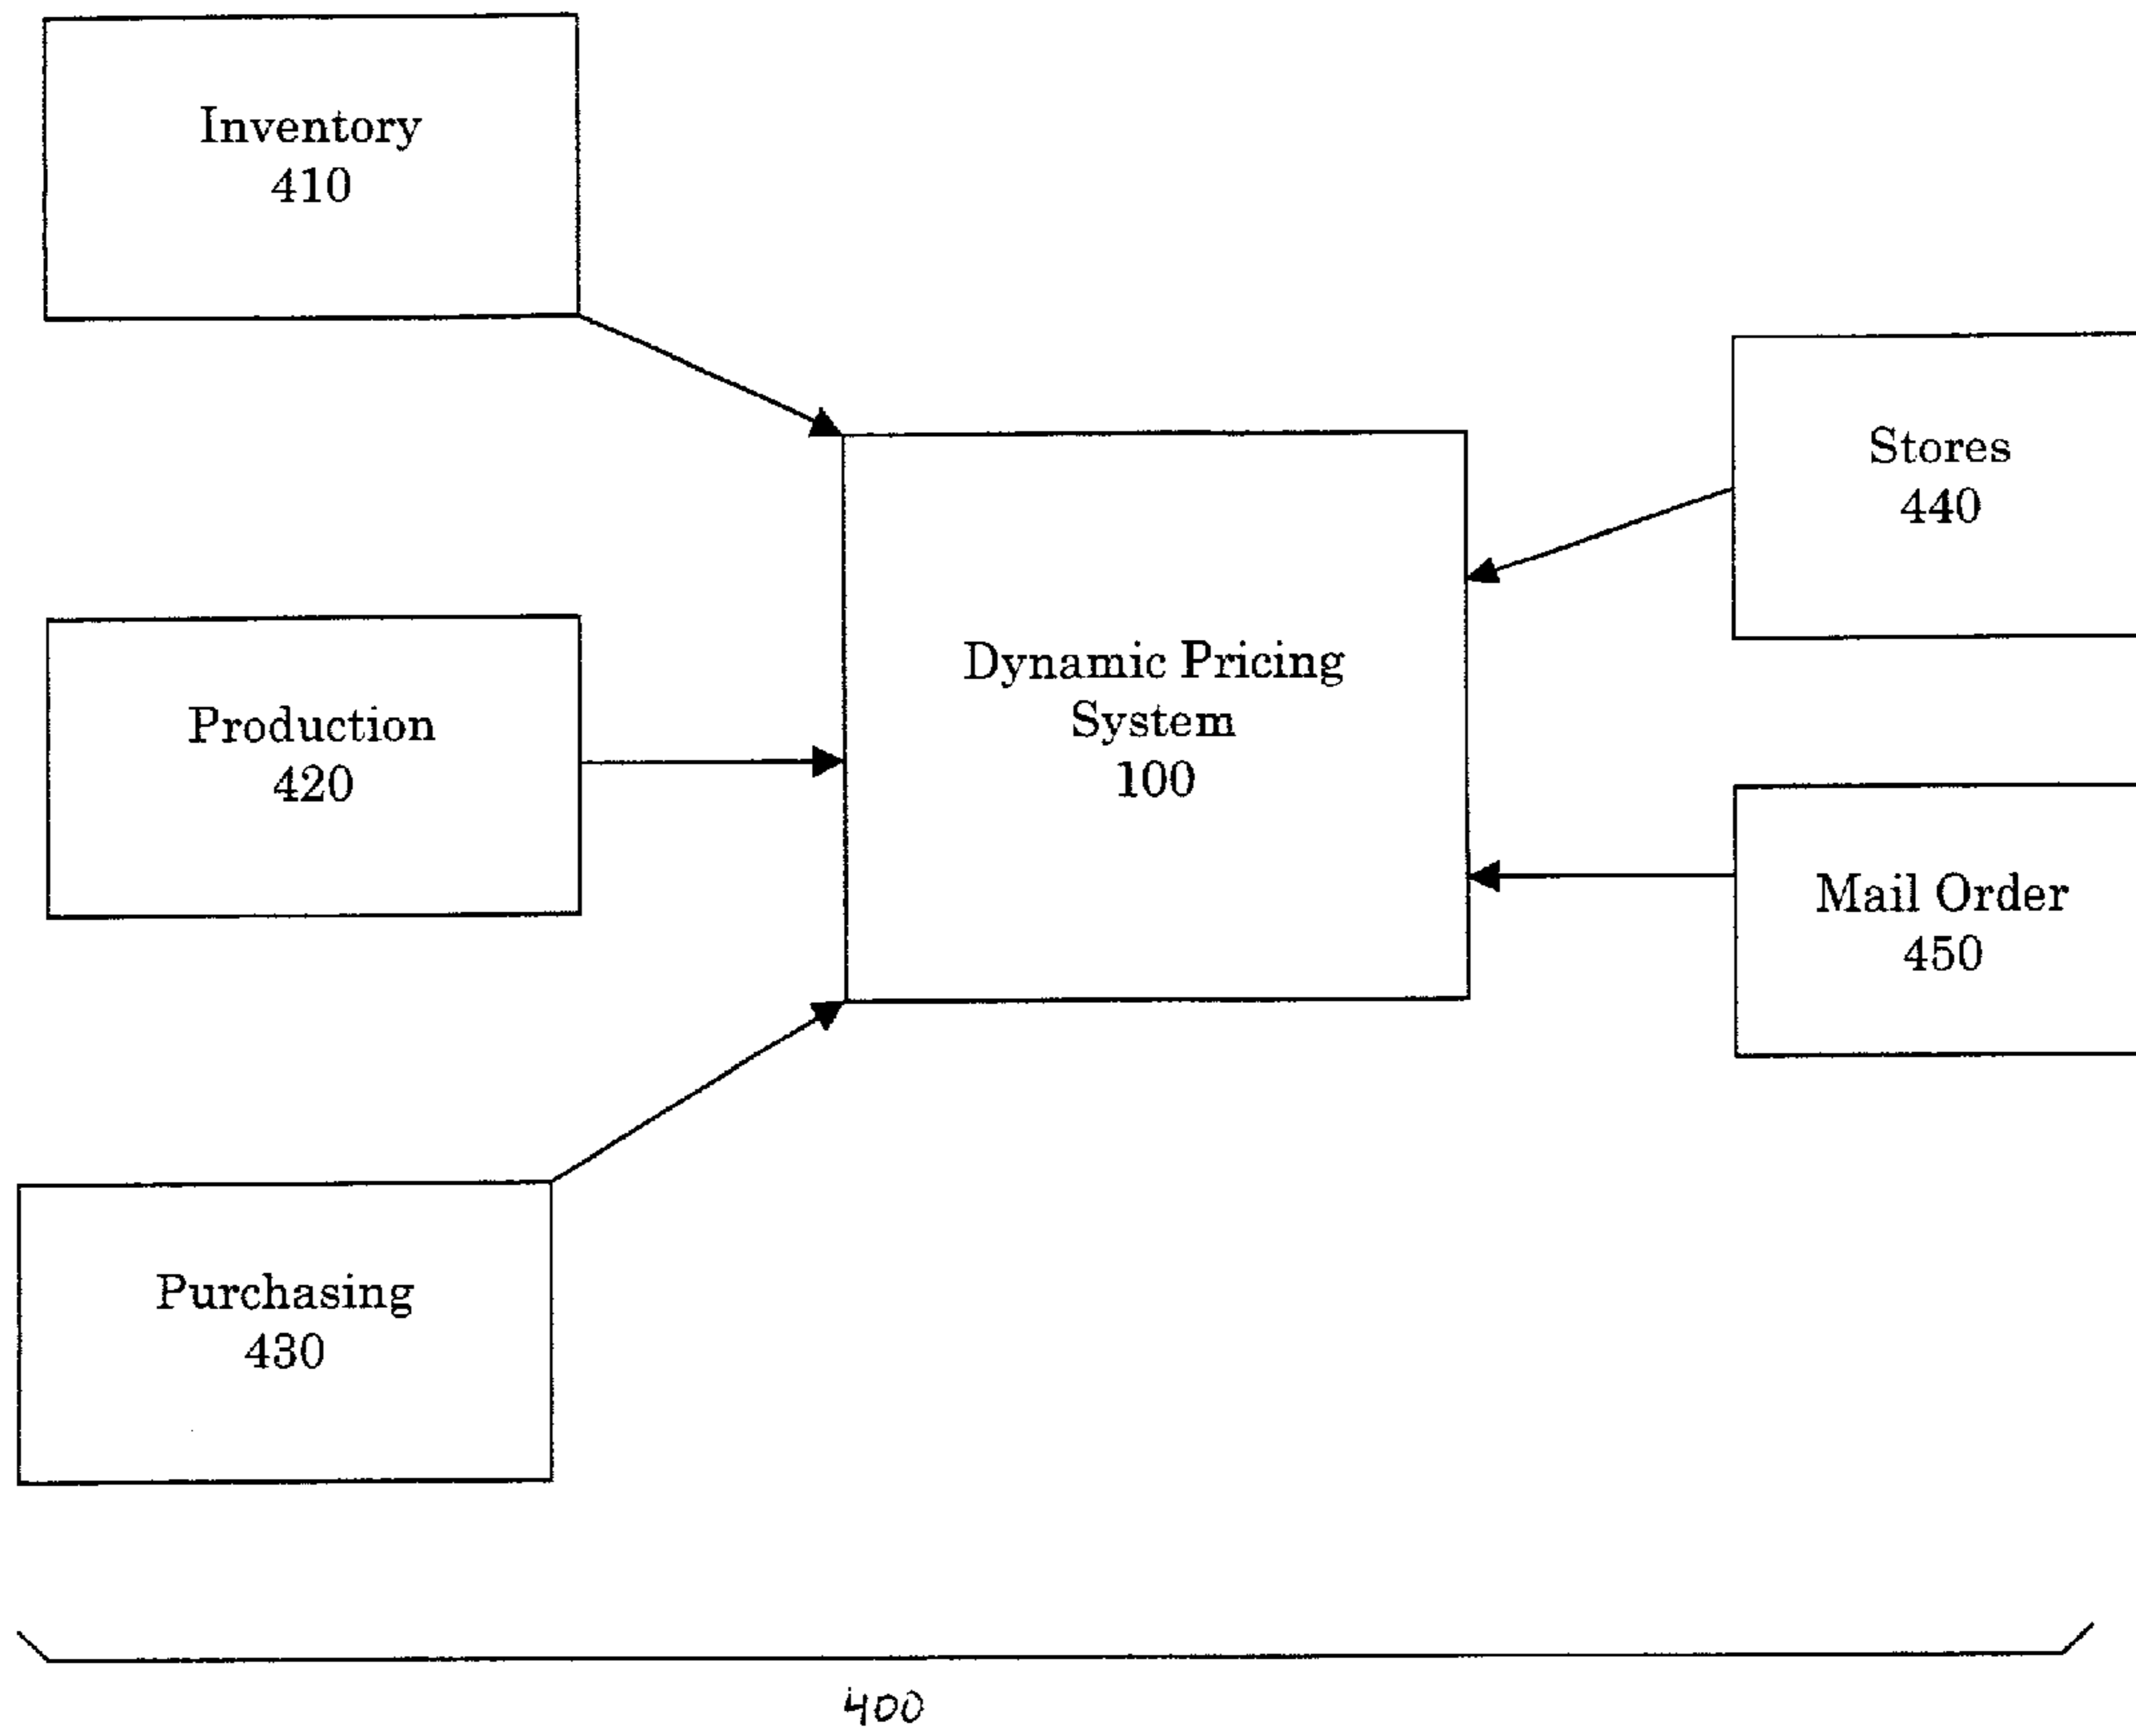 Inventory
410
Stores
440
Dynamic Pricing
System
100
Production
420
Mail Order
450
Purchasing
430
400